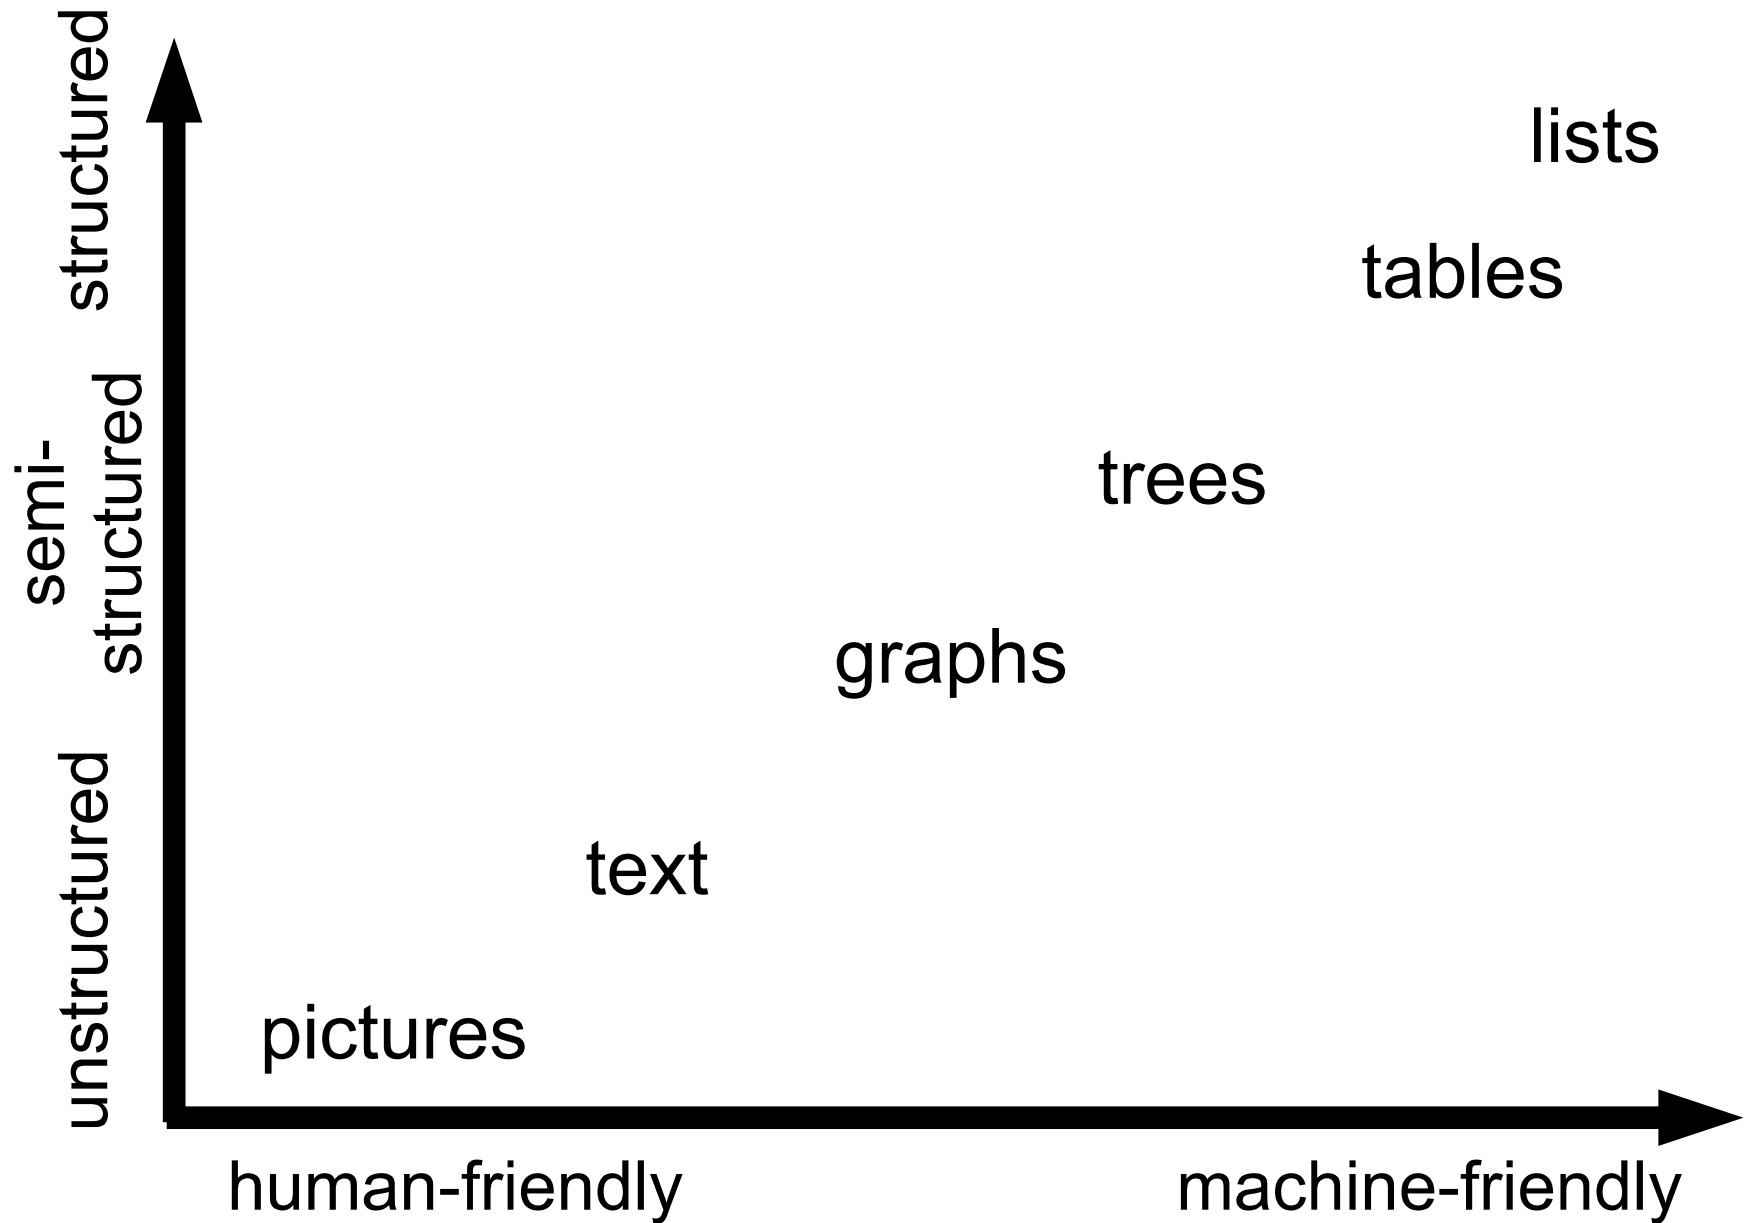 structured
semi-
structured
unstructured
lists
tables
trees
graphs
text
pictures
human-friendly
machine-friendly